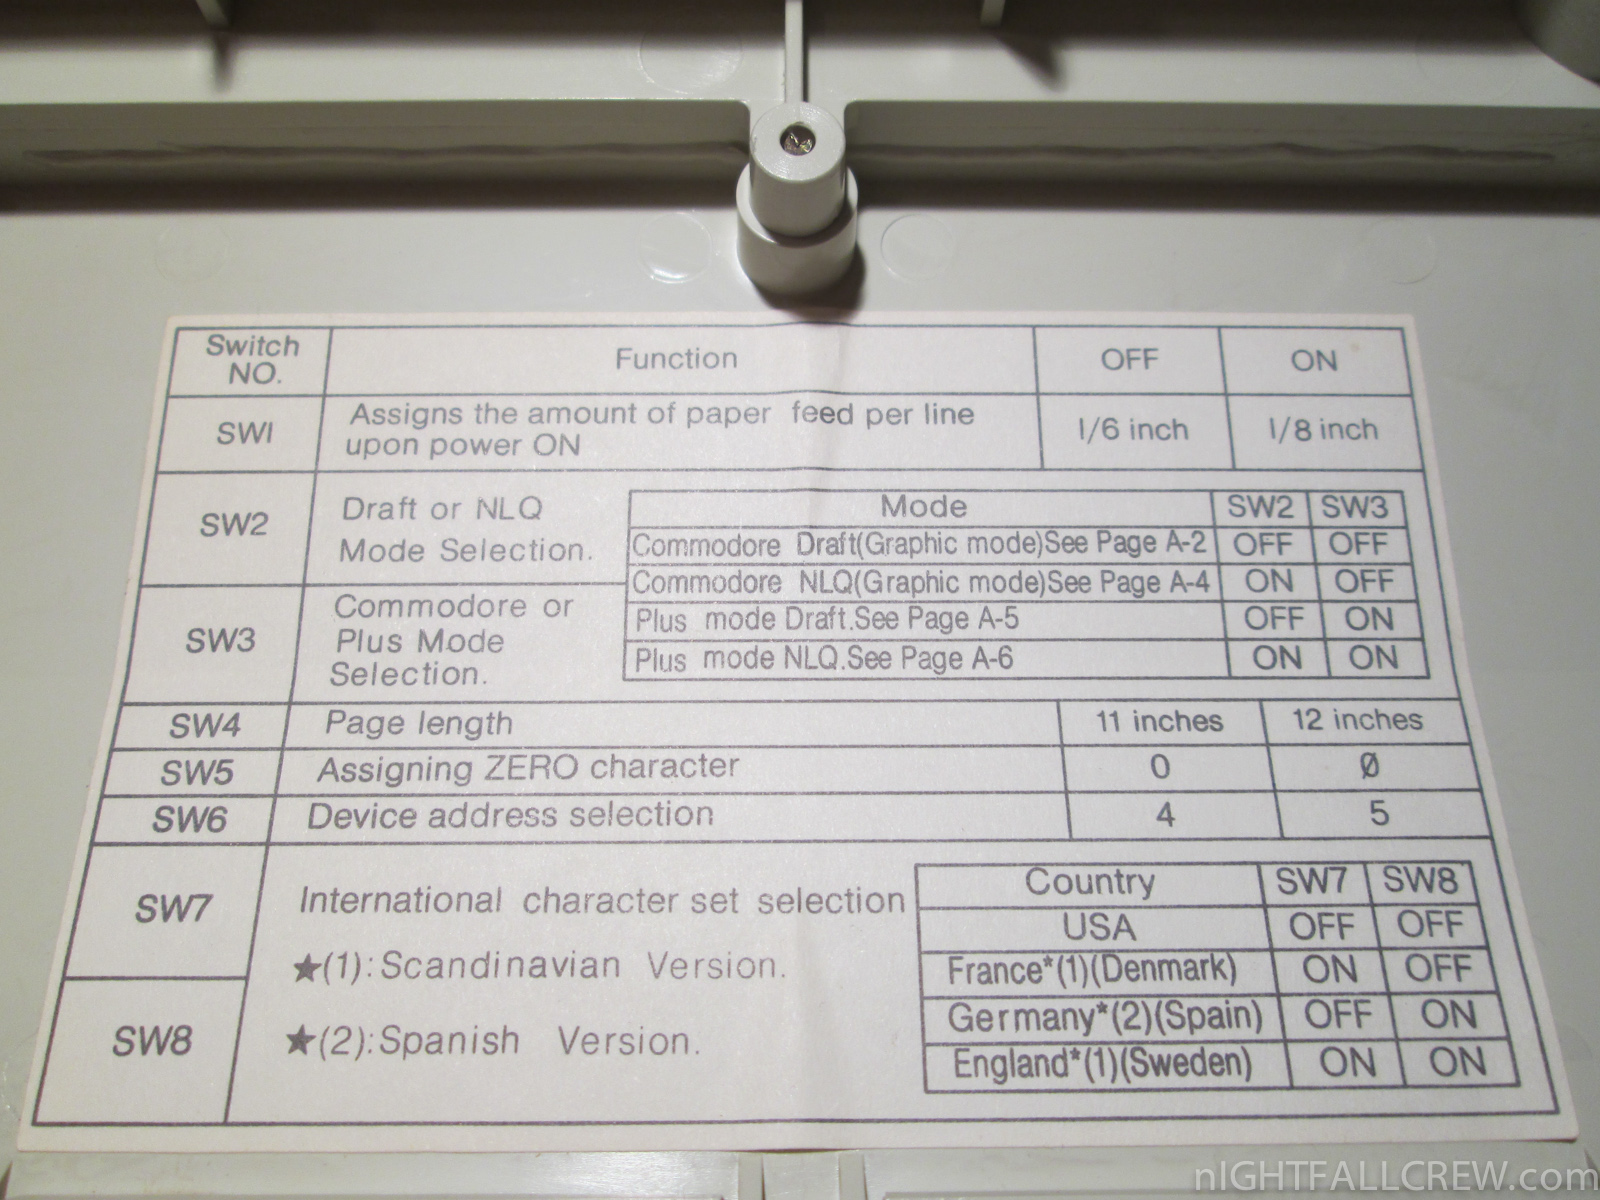 Switch NO. Function OFF ON
SW1 Assigns the amount of paper feed per line upon power ON 1/6 inch 1/8 inch
SW2 Draft or NLQ Mode Selection.
SW3 Commodore or Plus Mode Selection.
Mode SW2 SW3
Commodore Draft(Graphic mode)See Page A-2 OFF OFF
Commodore NLQ(Graphic mode)See Page A-4 ON OFF
Plus mode Draft.See Page A-5 OFF ON
Plus mode NLQ.See Page A-6 ON ON
SW4 Page length 11 inches 12 inches
SW5 Assigning ZERO character 0 Ø
SW6 Device address selection 4 5
SW7
SW8
International character set selection
★(1):Scandinavian Version.
★(2):Spanish Version.
Country SW7 SW8
USA OFF OFF
France*(1)(Denmark) ON OFF
Germany*(2)(Spain) OFF ON
England*(1)(Sweden) ON ON
nIGHTFALLCREW.com